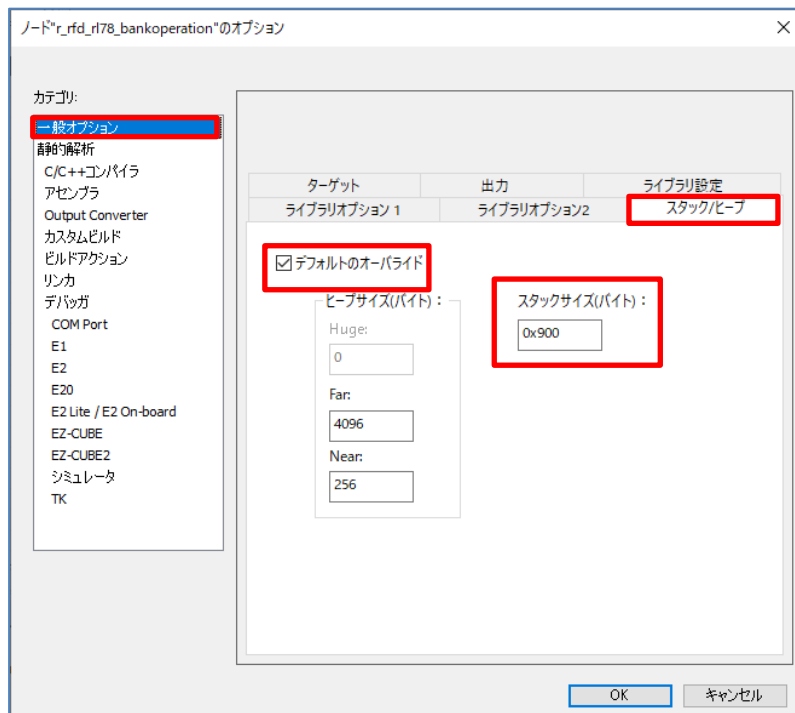 ノード"r_rfd_rl78_bankoperation"のオプション
カテゴリ:
一般オプション
静的解析
C/C++コンパイラ
アセンブラ
Output Converter
カスタムビルド
ビルドアクション
リンカ
デバッガ
COM Port
E1
E2
E20
E2 Lite / E2 On-board
EZ-CUBE
EZ-CUBE2
シミュレータ
TK
ターゲット
出力
ライブラリ設定
ライブラリオプション 1
ライブラリオプション2
スタック/ヒープ
デフォルトのオーバライド
ヒープサイズ(バイト)：
Huge:
0
Far:
4096
Near:
256
スタックサイズ(バイト)：
0x900
OK
キャンセル